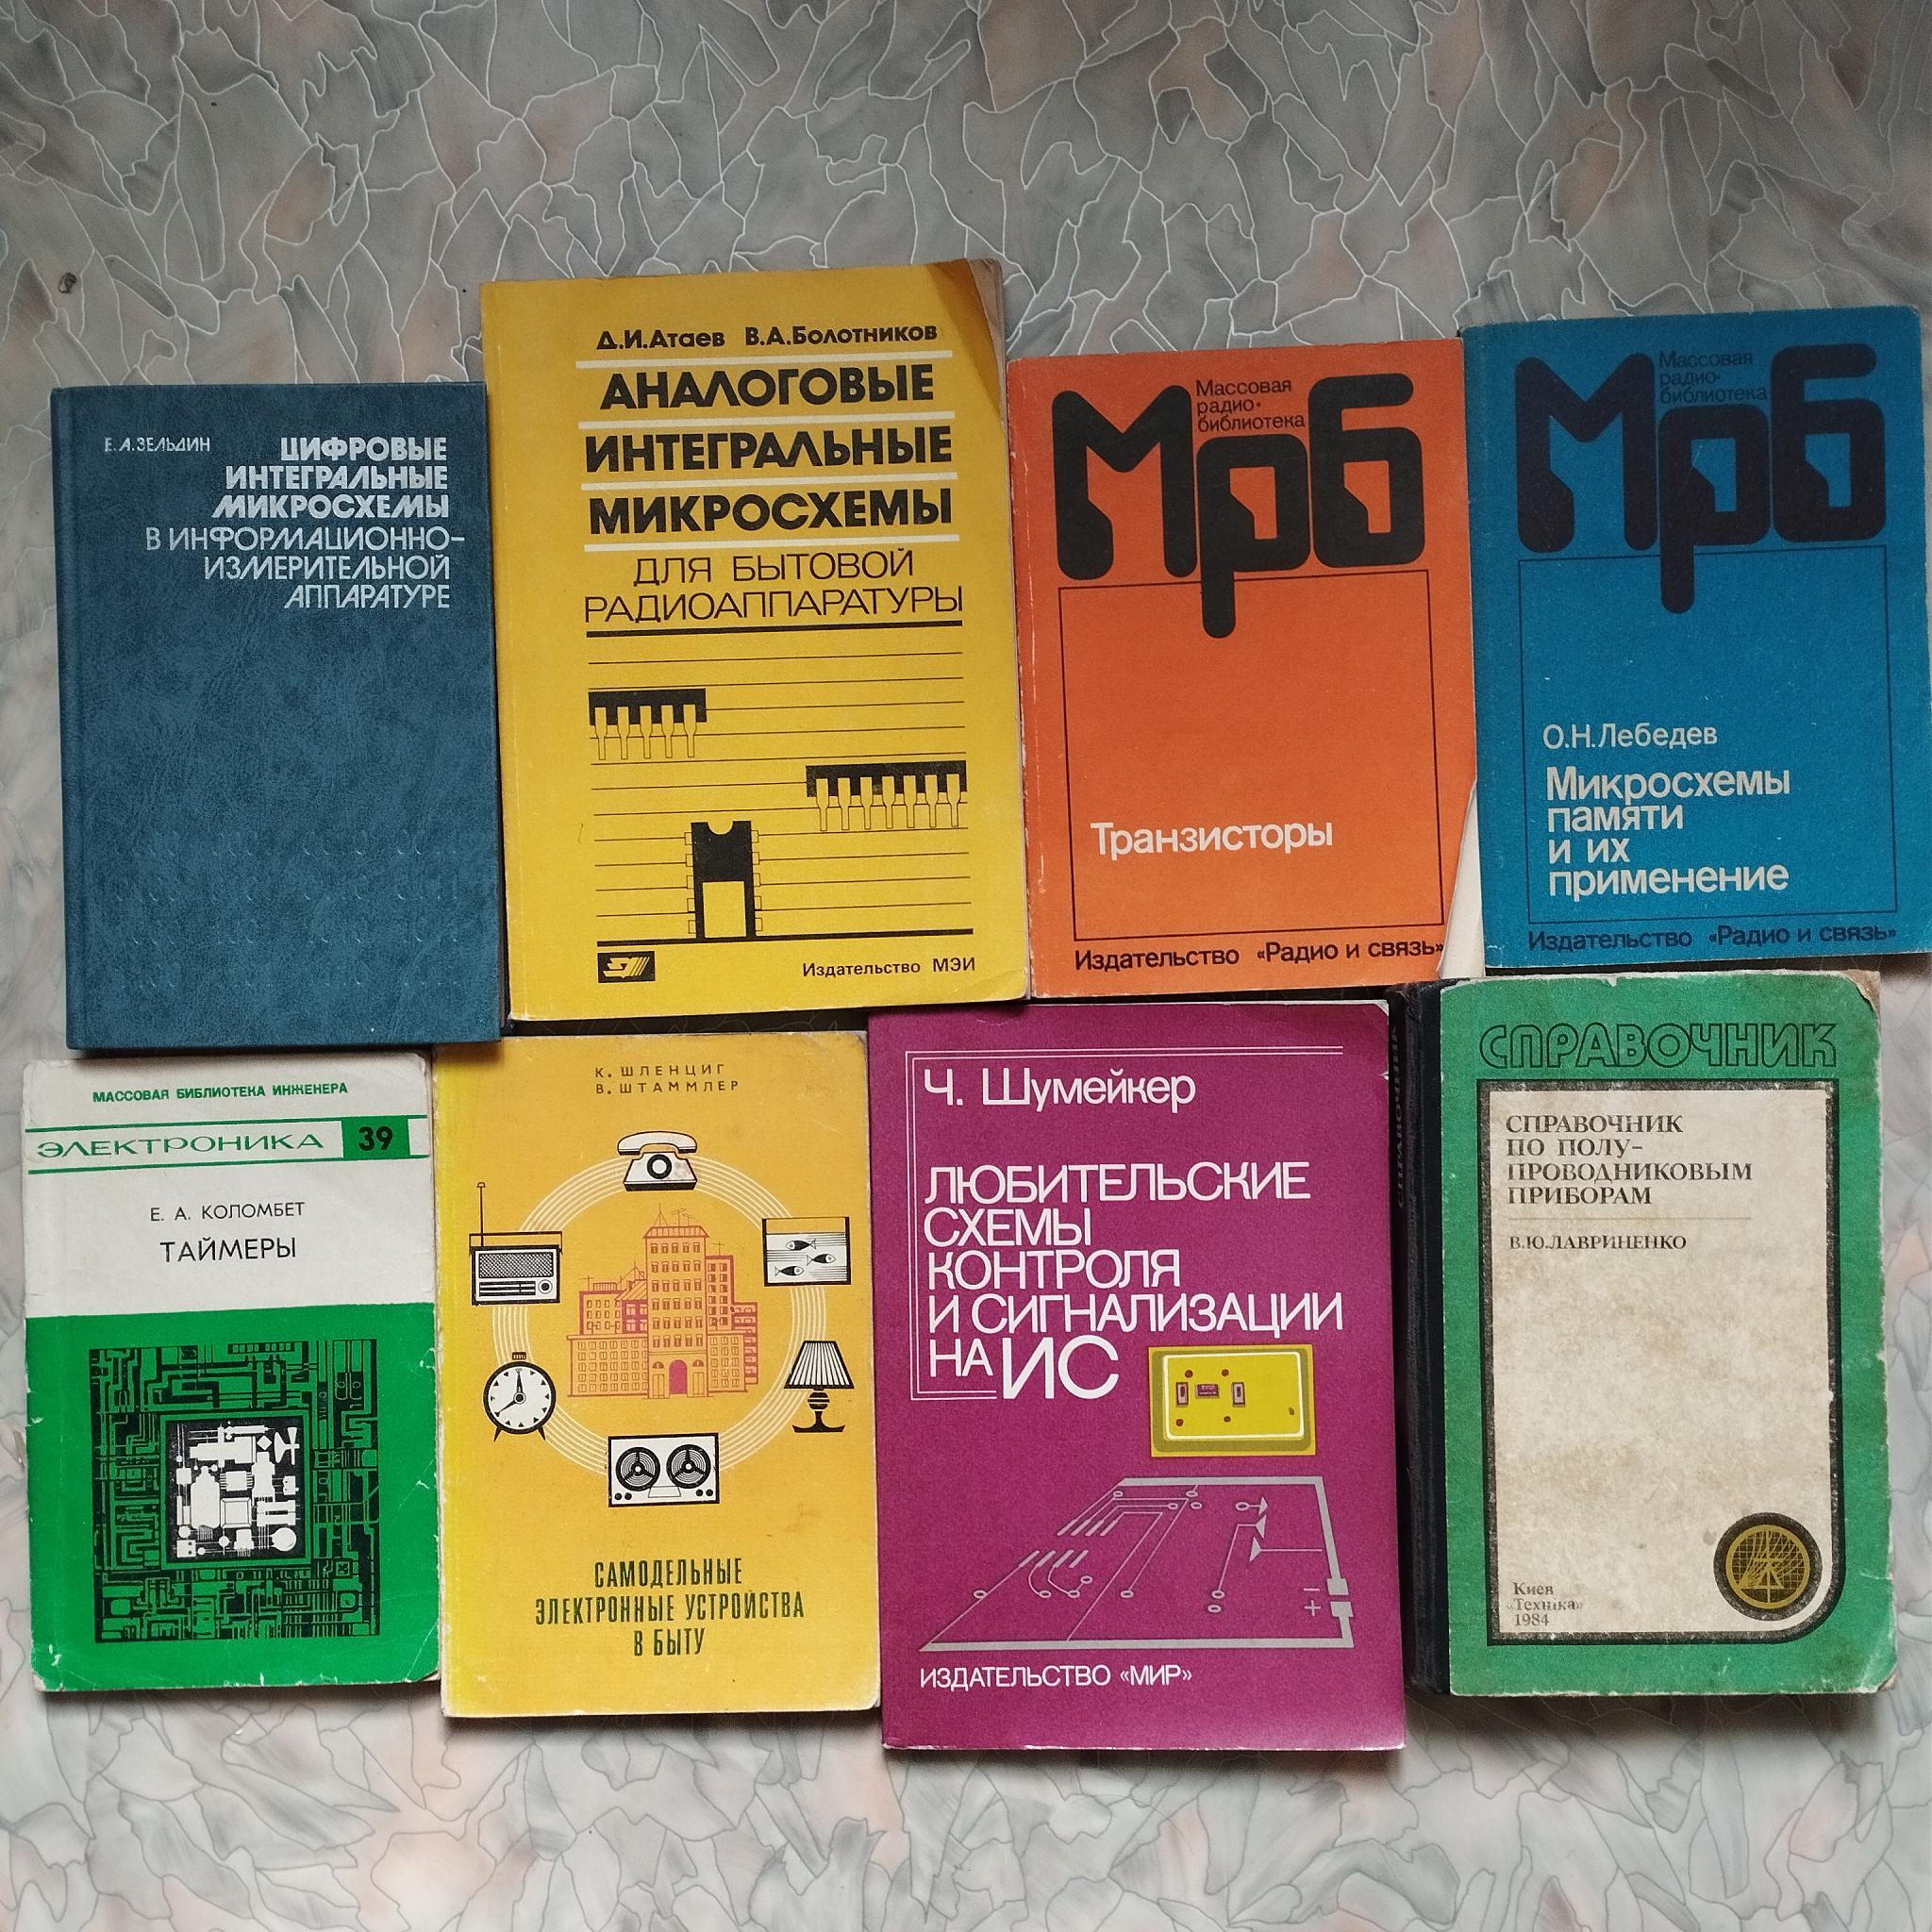 Е. А. ЗЕЛЬДИН
ЦИФРОВЫЕ
ИНТЕГРАЛЬНЫЕ
МИКРОСХЕМЫ
В ИНФОРМАЦИОННО-
ИЗМЕРИТЕЛЬНОЙ
АППАРАТУРЕ
Д.И.Атаев В.А.Болотников
АНАЛОГОВЫЕ
ИНТЕГРАЛЬНЫЕ
МИКРОСХЕМЫ
ДЛЯ БЫТОВОЙ
РАДИОАППАРАТУРЫ
Издательство МЭИ
Мрб
Массовая
радио-
библиотека
Транзисторы
Издательство «Радио и связь»
Мрб
Массовая
радио-
библиотека
О.Н.Лебедев
Микросхемы
памяти
и их
применение
Издательство «Радио и связь»
МАССОВАЯ БИБЛИОТЕКА ИНЖЕНЕРА
ЭЛЕКТРОНИКА 39
Е. А. КОЛОМБЕТ
ТАЙМЕРЫ
К. ШЛЕНЦИГ
В. ШТАММЛЕР
САМОДЕЛЬНЫЕ
ЭЛЕКТРОННЫЕ УСТРОЙСТВА
В БЫТУ
Ч. Шумейкер
ЛЮБИТЕЛЬСКИЕ
СХЕМЫ
КОНТРОЛЯ
И СИГНАЛИЗАЦИИ
НА ИС
− +
ИЗДАТЕЛЬСТВО «МИР»
СПРАВОЧНИК
СПРАВОЧНИК
СПРАВОЧНИК
ПО ПОЛУ-
ПРОВОДНИКОВЫМ
ПРИБОРАМ
В.Ю.ЛАВРИНЕНКО
Киев
«Технiка»
1984